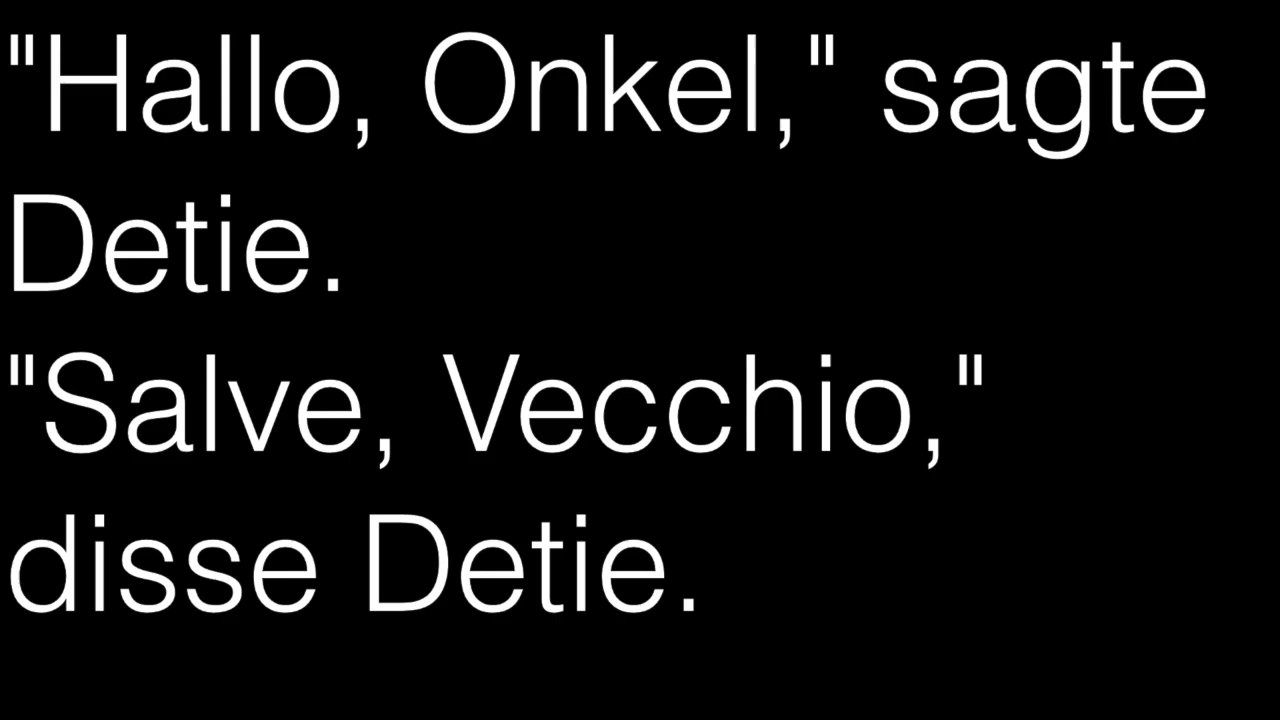 "Hallo, Onkel," sagte
Detie.
"Salve, Vecchio,"
disse Detie.